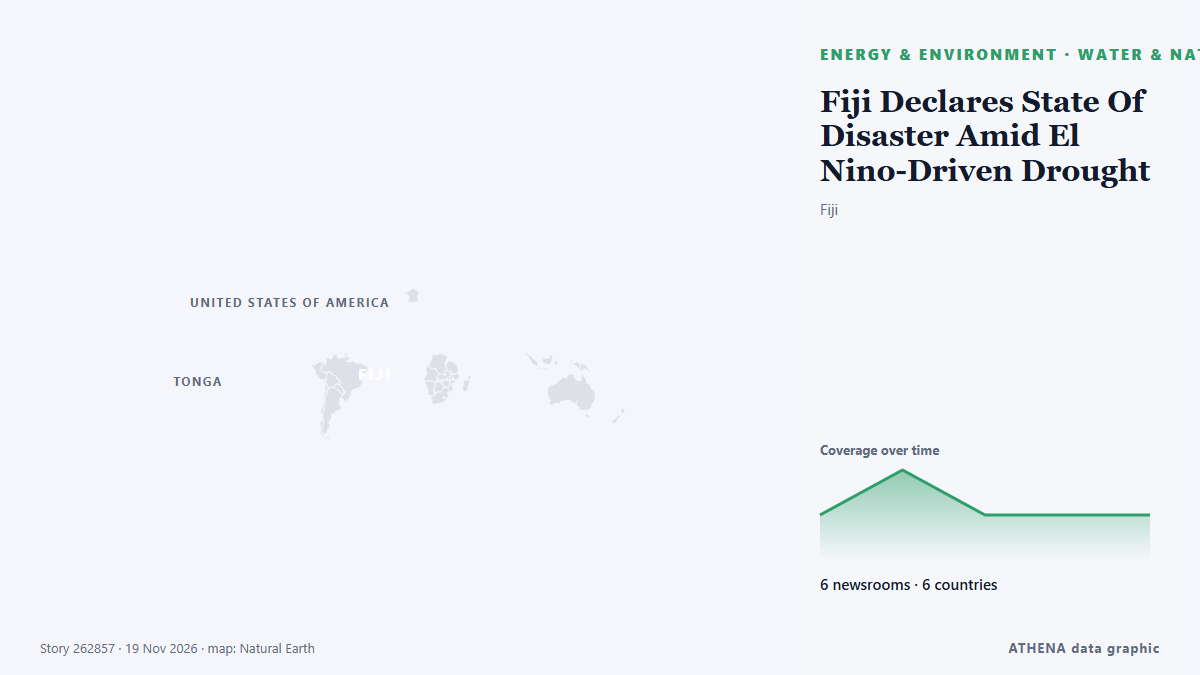 ENERGY & ENVIRONMENT · WATER & NAT
Fiji Declares State Of
Disaster Amid El
Nino-Driven Drought
Fiji
UNITED STATES OF AMERICA
TONGA
FIJI
Coverage over time
6 newsrooms · 6 countries
Story 262857 · 19 Nov 2026 · map: Natural Earth
ATHENA data graphic